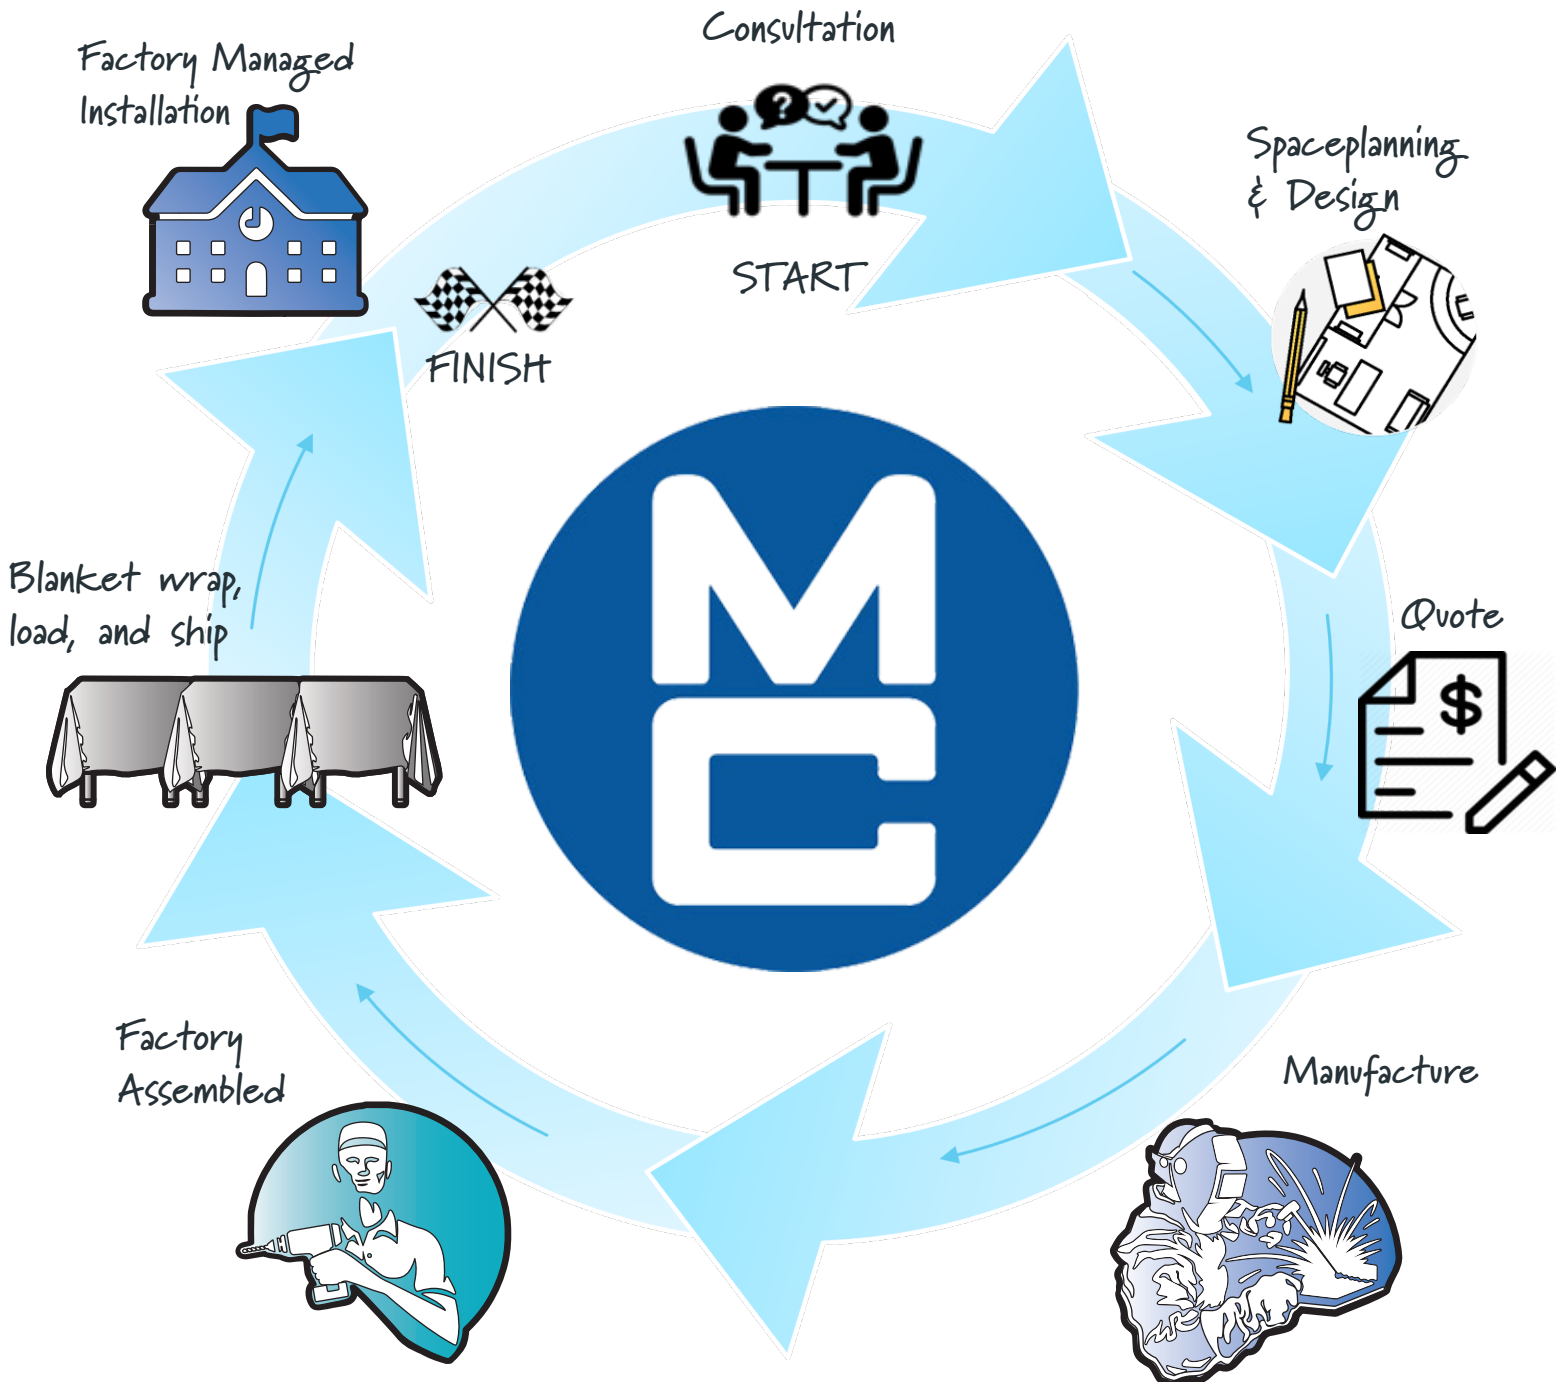 Consultation
START
Spaceplanning
& Design
Quote
$
Manufacture
Factory
Assembled
Blanket wrap,
load, and ship
Factory Managed
Installation
FINISH
?
MC